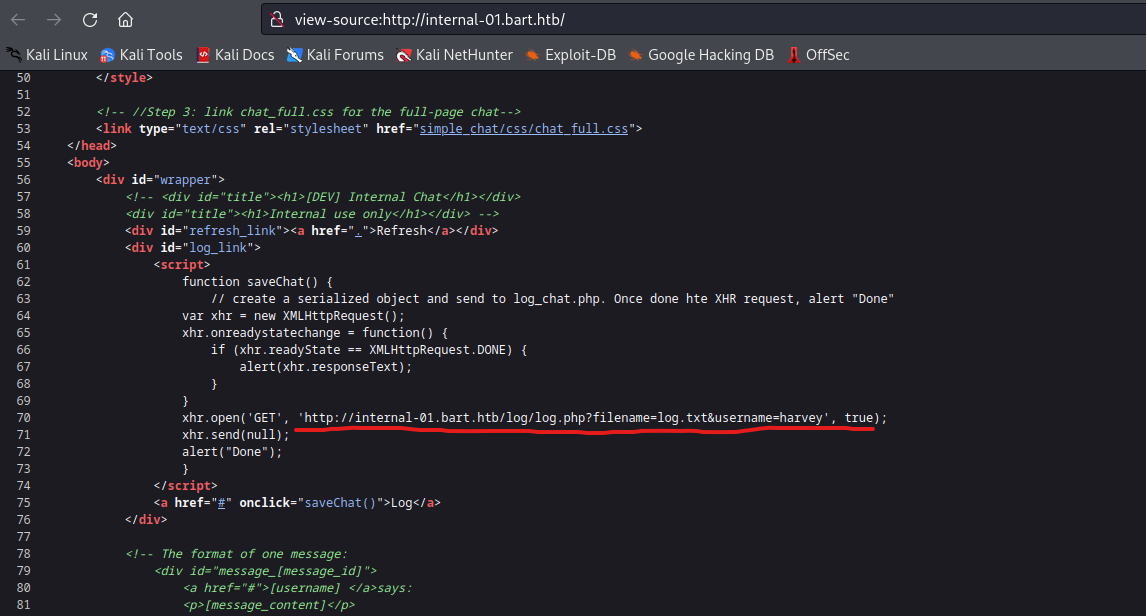 view-source:http://internal-01.bart.htb/
Kali Linux Kali Tools Kali Docs Kali Forums Kali NetHunter Exploit-DB Google Hacking DB OffSec
50 </style>
51
52 <!-- //Step 3: link chat_full.css for the full-page chat-->
53 <link type="text/css" rel="stylesheet" href="simple_chat/css/chat_full.css">
54 </head>
55 <body>
56 <div id="wrapper">
57 <!-- <div id="title"><h1>[DEV] Internal Chat</h1></div>
58 <div id="title"><h1>Internal use only</h1></div> -->
59 <div id="refresh_link"><a href=".">Refresh</a></div>
60 <div id="log_link">
61 <script>
62 function saveChat() {
63 // create a serialized object and send to log_chat.php. Once done hte XHR request, alert "Done"
64 var xhr = new XMLHttpRequest();
65 xhr.onreadystatechange = function() {
66 if (xhr.readyState == XMLHttpRequest.DONE) {
67 alert(xhr.responseText);
68 }
69 }
70 xhr.open('GET', 'http://internal-01.bart.htb/log/log.php?filename=log.txt&username=harvey', true);
71 xhr.send(null);
72 alert("Done");
73 }
74 </script>
75 <a href="#" onclick="saveChat()">Log</a>
76 </div>
77
78 <!-- The format of one message:
79 <div id="message_[message_id]">
80 <a href="#">[username] </a>says:
81 <p>[message_content]</p>